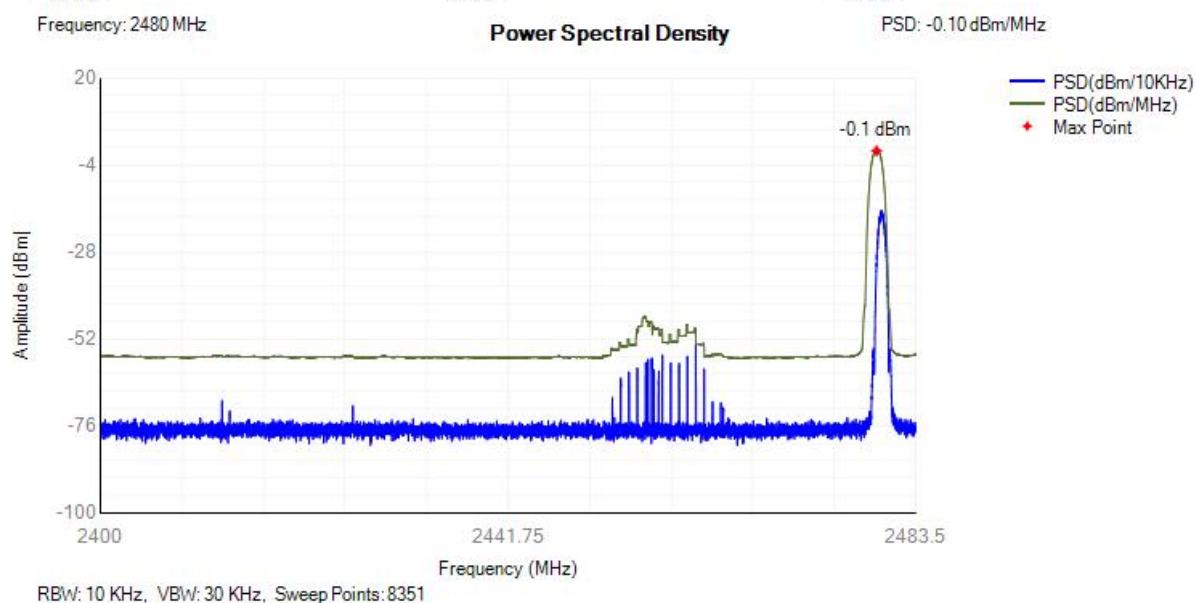 Frequency: 2480 MHz
PSD: -0.10 dBm/MHz
Power Spectral Density
20
-4
-28
-52
-76
-100
Amplitude (dBm|
-0.1 dBm
PSD(dBm/10KHz)
PSD(dBm/MHz)
Max Point
2400
2441.75
2483.5
Frequency (MHz)
RBW: 10 KHz, VBW: 30 KHz, Sweep Points: 8351